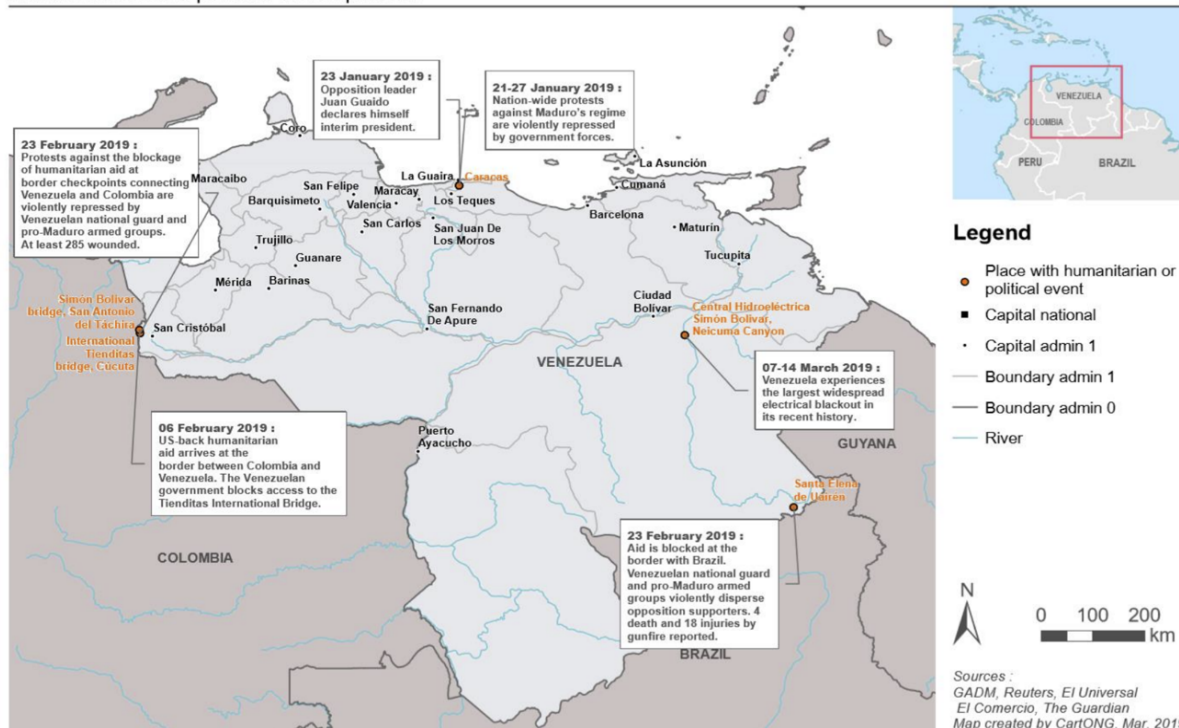 23 January 2019 :
Opposition leader
Juan Guaido
declares himself
interim president.
21-27 January 2019 :
Nation-wide protests
against Maduro's regime
are violently repressed
by government forces.
23 February 2019 :
Protests against the blockage
of humanitarian aid at
border checkpoints connecting
Venezuela and Colombia are
violently repressed by
Venezuelan national guard and
pro-Maduro armed groups.
At least 285 wounded.
Coro
La Asunción
Maracaibo
La Guaira
Caracas
San Felipe
Maracay
Los Teques
Cumaná
Barquisimeto
Valencia
Barcelona
San Carlos
San Juan De
Los Morros
Maturín
Trujillo
Guanare
Tucupita
Mérida
Barinas
Simón Bolívar
bridge, San Antonio
del Táchira
San Cristóbal
International
Tienditas
bridge, Cúcuta
San Fernando
De Apure
Ciudad
Bolívar
Central Hidroeléctrica
Simón Bolívar,
Neicuma Canyon
VENEZUELA
07-14 March 2019 :
Venezuela experiences
the largest widespread
electrical blackout in
its recent history.
06 February 2019 :
US-back humanitarian
aid arrives at the
border between Colombia and
Venezuela. The Venezuelan
government blocks access to the
Tienditas International Bridge.
Puerto
Ayacucho
GUYANA
Santa Elena
de Uairén
23 February 2019 :
Aid is blocked at the
border with Brazil.
Venezuelan national guard
and pro-Maduro armed
groups violently disperse
opposition supporters. 4
death and 18 injuries by
gunfire reported.
COLOMBIA
BRAZIL
VENEZUELA
COLOMBIA
PERU
BRAZIL
Legend
Place with humanitarian or
political event
Capital national
Capital admin 1
Boundary admin 1
Boundary admin 0
River
N
0 100 200
km
Sources :
GADM, Reuters, El Universal
El Comercio, The Guardian
Map created by CartONG, Mar.